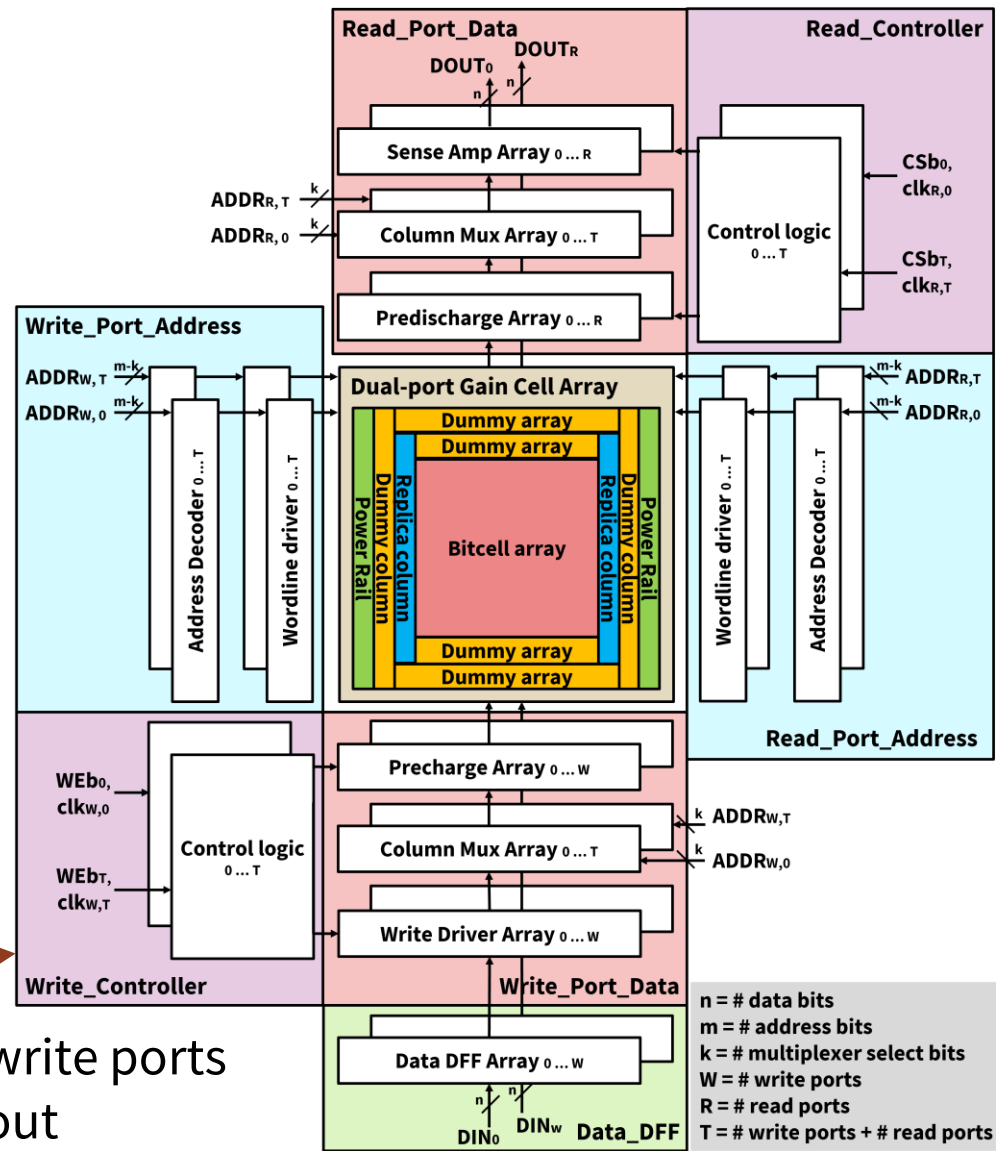 Read_Port_Data
Read_Controller
DOUT0
DOUTR
n
n
Sense Amp Array 0 ... R
ADDRR, T
k
ADDRR, 0
k
Column Mux Array 0 ... T
Predischarge Array 0 ... R
Control logic
0 ... T
CSb0,
clkR,0
CSbT,
clkR,T
Write_Port_Address
ADDRW, T
m-k
ADDRW, 0
m-k
Address Decoder 0 ... T
Wordline driver 0 ... T
Dual-port Gain Cell Array
Dummy array
Dummy array
Power Rail
Dummy column
Replica column
Bitcell array
Replica column
Dummy column
Power Rail
Dummy array
Dummy array
Wordline driver 0 ... T
Address Decoder 0 ... T
m-k
ADDRR,T
m-k
ADDRR,0
Read_Port_Address
WEb0,
clkW,0
WEbT,
clkW,T
Control logic
0 ... T
Write_Controller
Precharge Array 0 ... W
Column Mux Array 0 ... T
k
ADDRW,T
k
ADDRW,0
Write Driver Array 0 ... W
Write_Port_Data
Data DFF Array 0 ... W
n
n
DIN0
DINW
Data_DFF
write ports
out
n = # data bits
m = # address bits
k = # multiplexer select bits
W = # write ports
R = # read ports
T = # write ports + # read ports